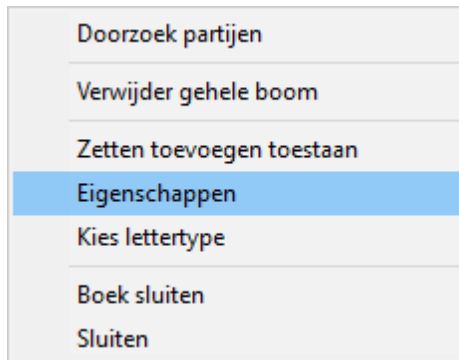 Doorzoek partijen
Verwijder gehele boom
Zetten toevoegen toestaan
Eigenschappen
Kies lettertype
Boek sluiten
Sluiten